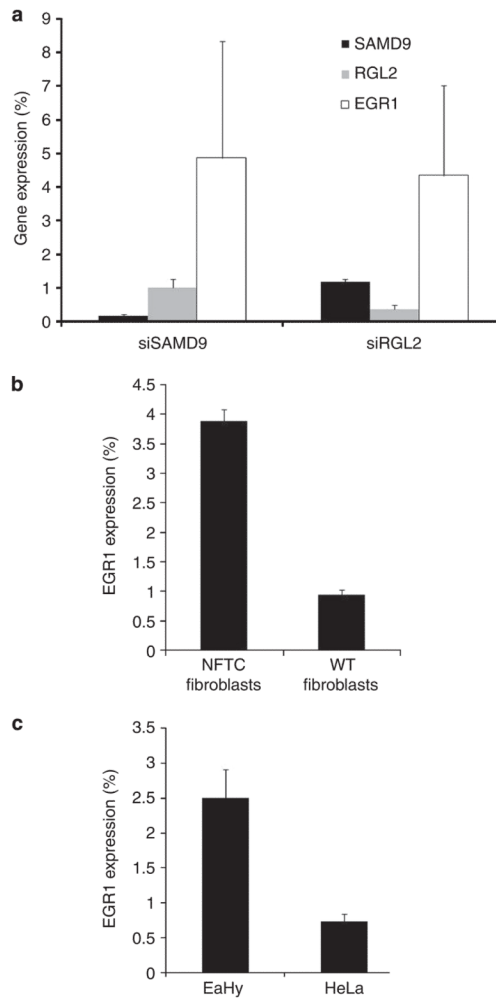 a
Gene expression (%)
9
8
7
6
5
4
3
2
1
0
SAMD9
RGL2
EGR1
siSAMD9
siRGL2
b
EGR1 expression (%)
4.5
4
3.5
3
2.5
2
1.5
1
0.5
0
NFTC
fibroblasts
WT
fibroblasts
c
EGR1 expression (%)
3.5
3
2.5
2
1.5
1
0.5
0
EaHy
HeLa